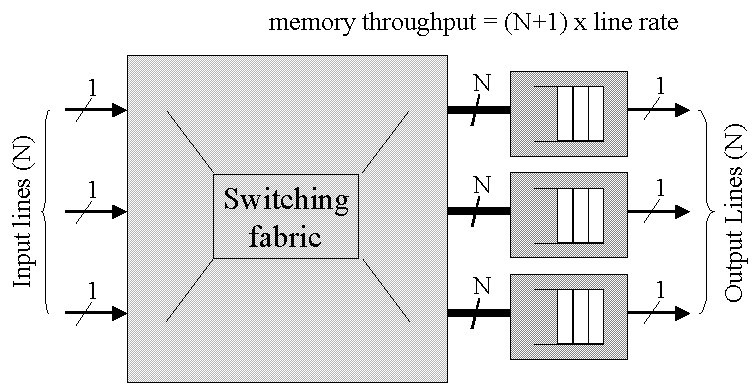 memory throughput = (N+1) x line rate
1
N
1
1
N
1
1
N
1
Input lines (N)
Switching
fabric
Output Lines (N)